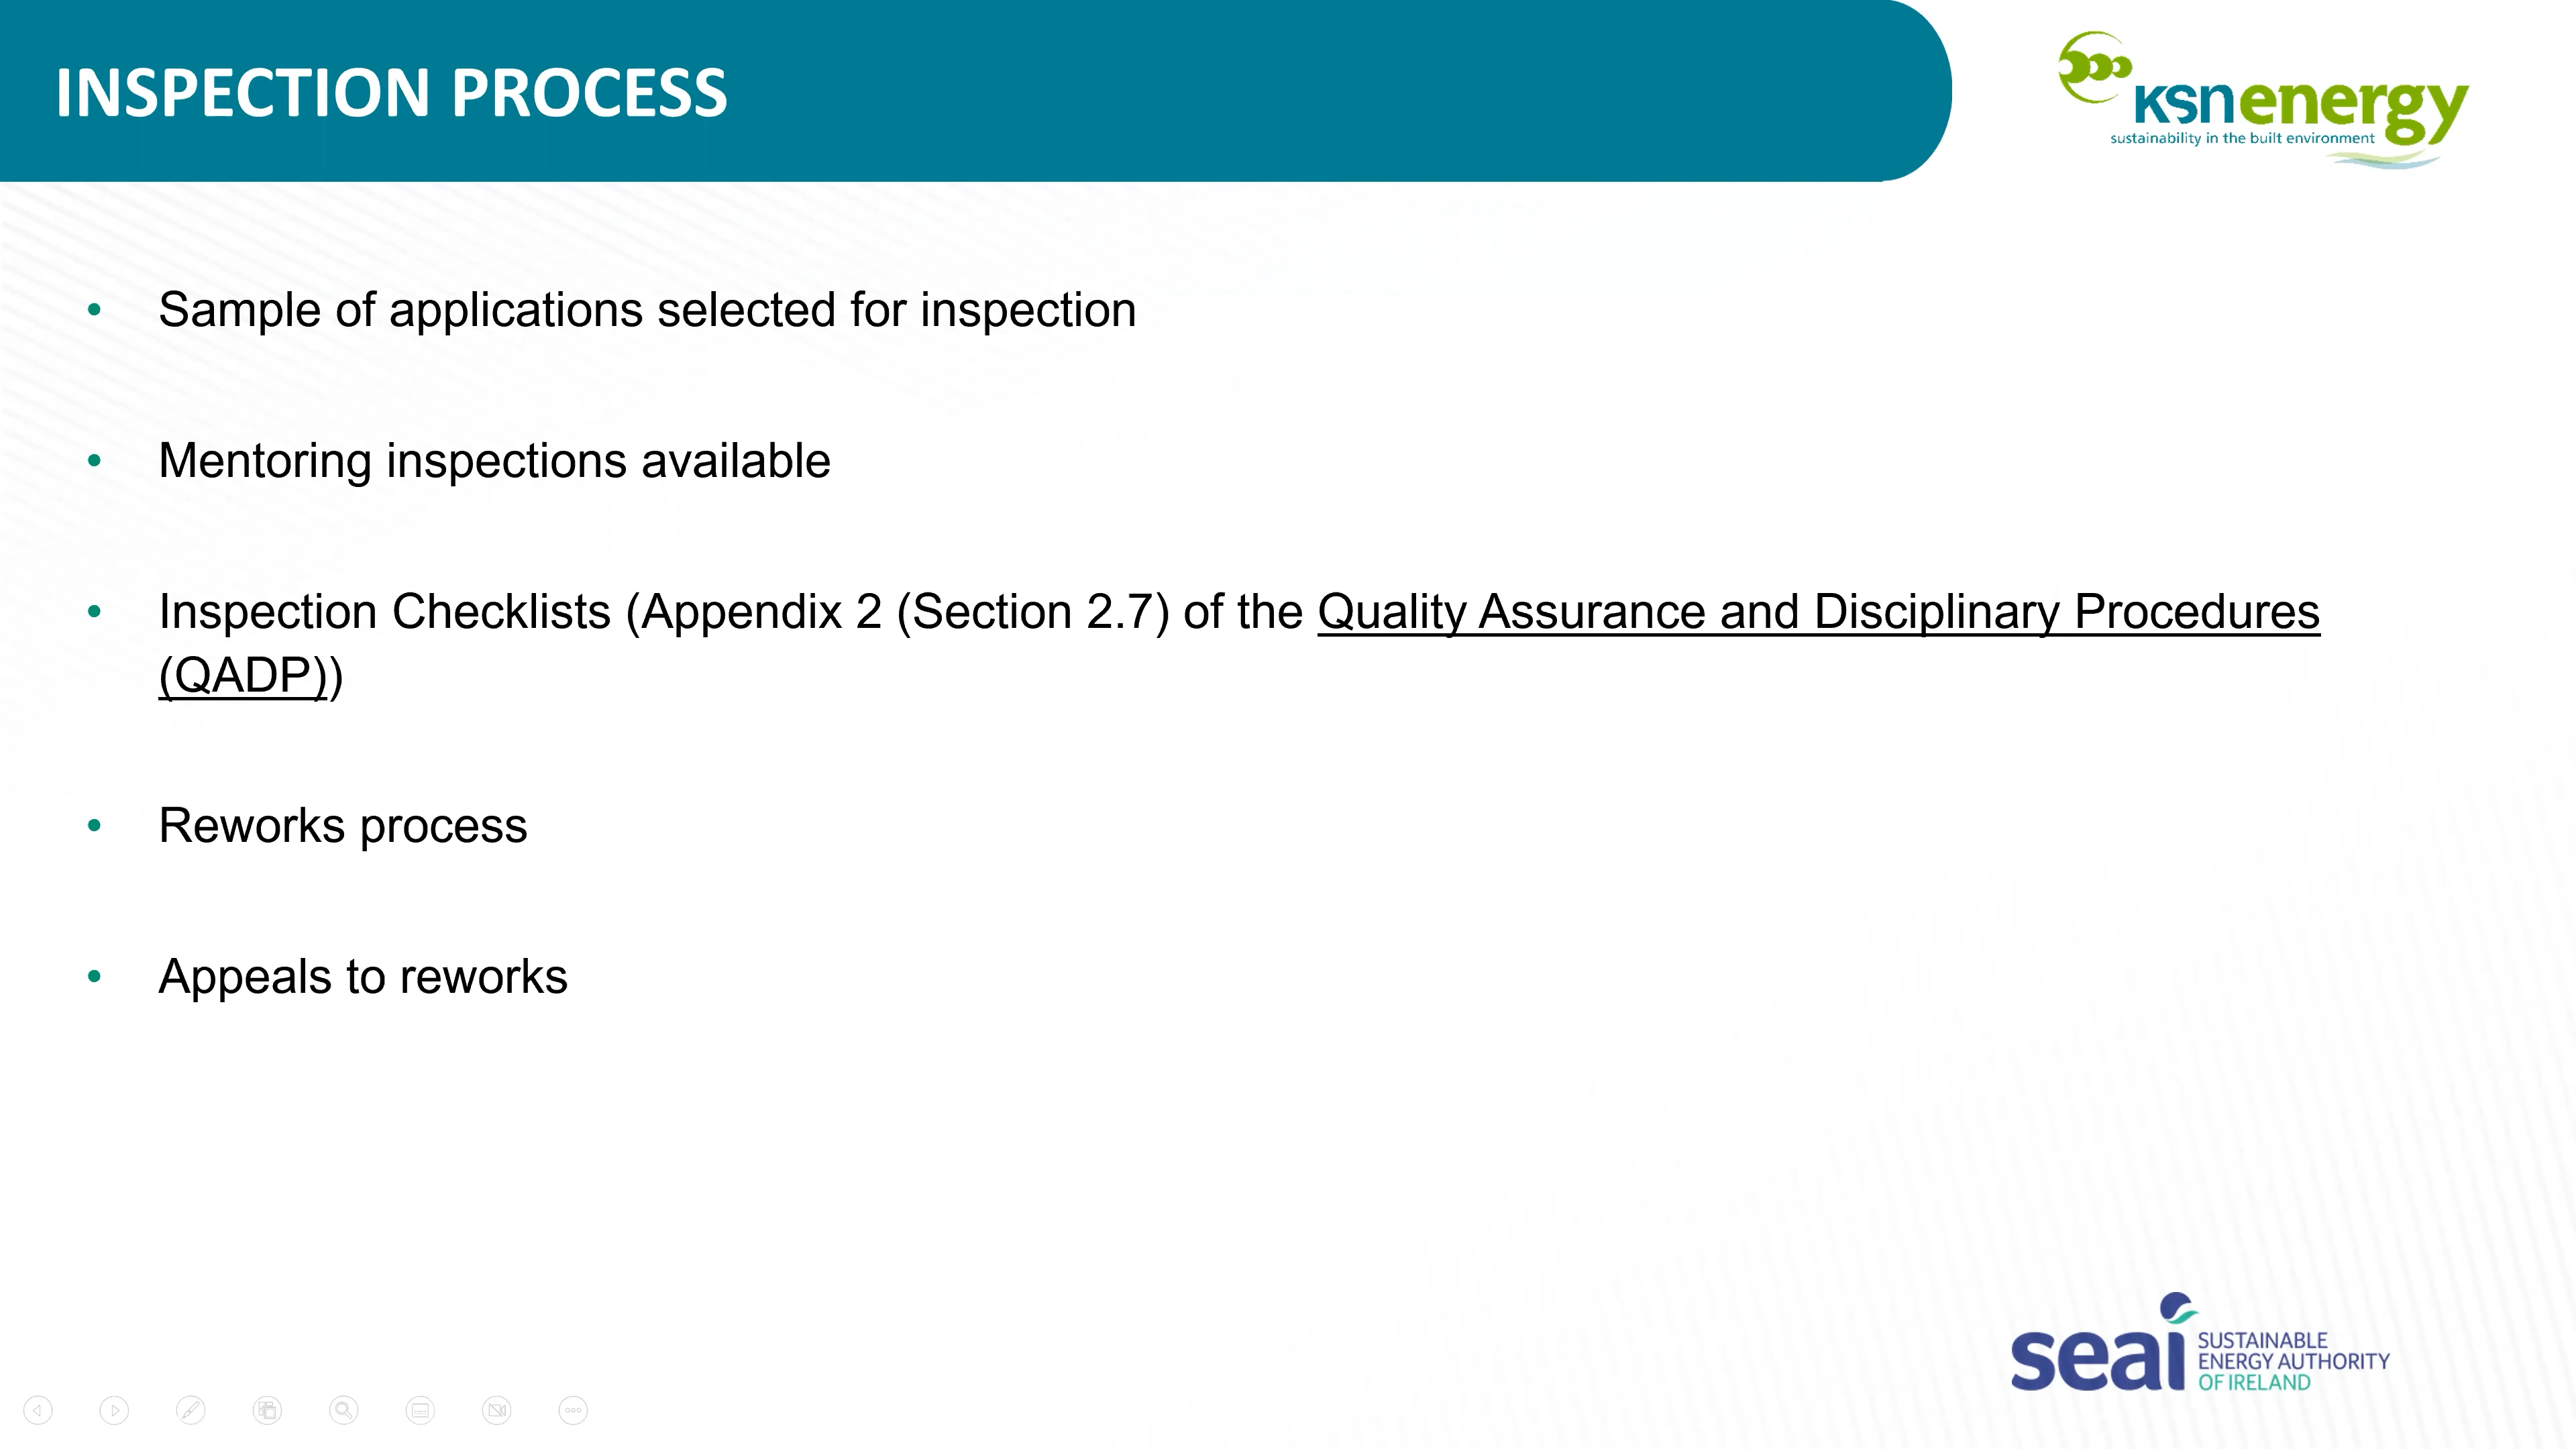 INSPECTION PROCESS
ksnenergy
sustainability in the built environment
• Sample of applications selected for inspection
• Mentoring inspections available
• Inspection Checklists (Appendix 2 (Section 2.7) of the Quality Assurance and Disciplinary Procedures
(QADP))
• Reworks process
• Appeals to reworks
seai
SUSTAINABLE
ENERGY AUTHORITY
OF IRELAND